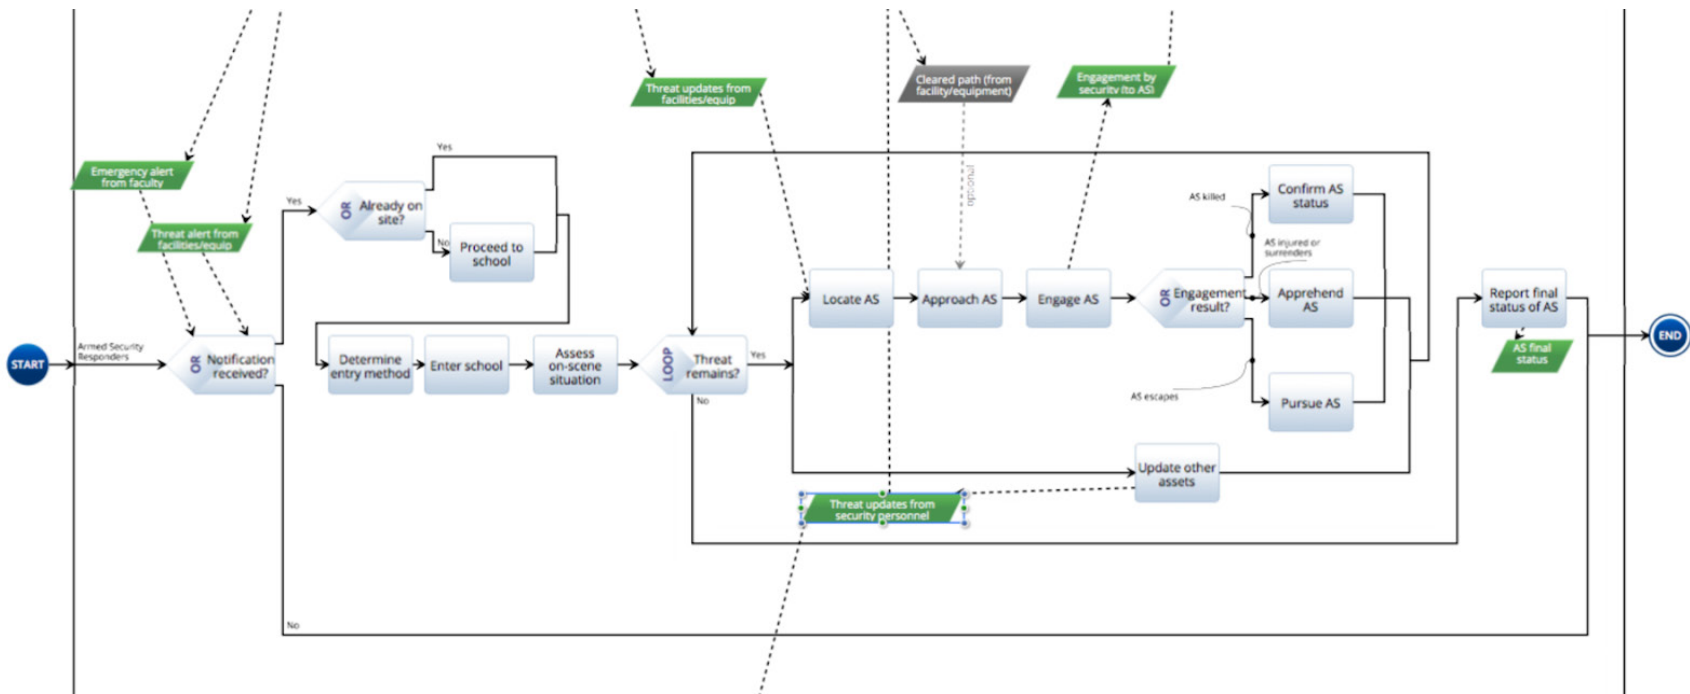 Threat updates from
facilities/equip
Cleared path (from
facility/equipment)
Engagement by
security (to AS)
Emergency alert
from faculty
Threat alert from
facilities/equip
Yes
Yes
OR
Already on
site?
No
Proceed to
school
optional
AS killed
Confirm AS
status
AS injured or
surrenders
Locate AS
Approach AS
Engage AS
OR
Engagement
result?
Apprehend
AS
Report final
status of AS
AS final
status
END
START
Armed Security
Responders
OR
Notification
received?
Determine
entry method
Enter school
Assess
on-scene
situation
LOOP
Threat
remains?
Yes
No
AS escapes
Pursue AS
Update other
assets
Threat updates from
security personnel
No